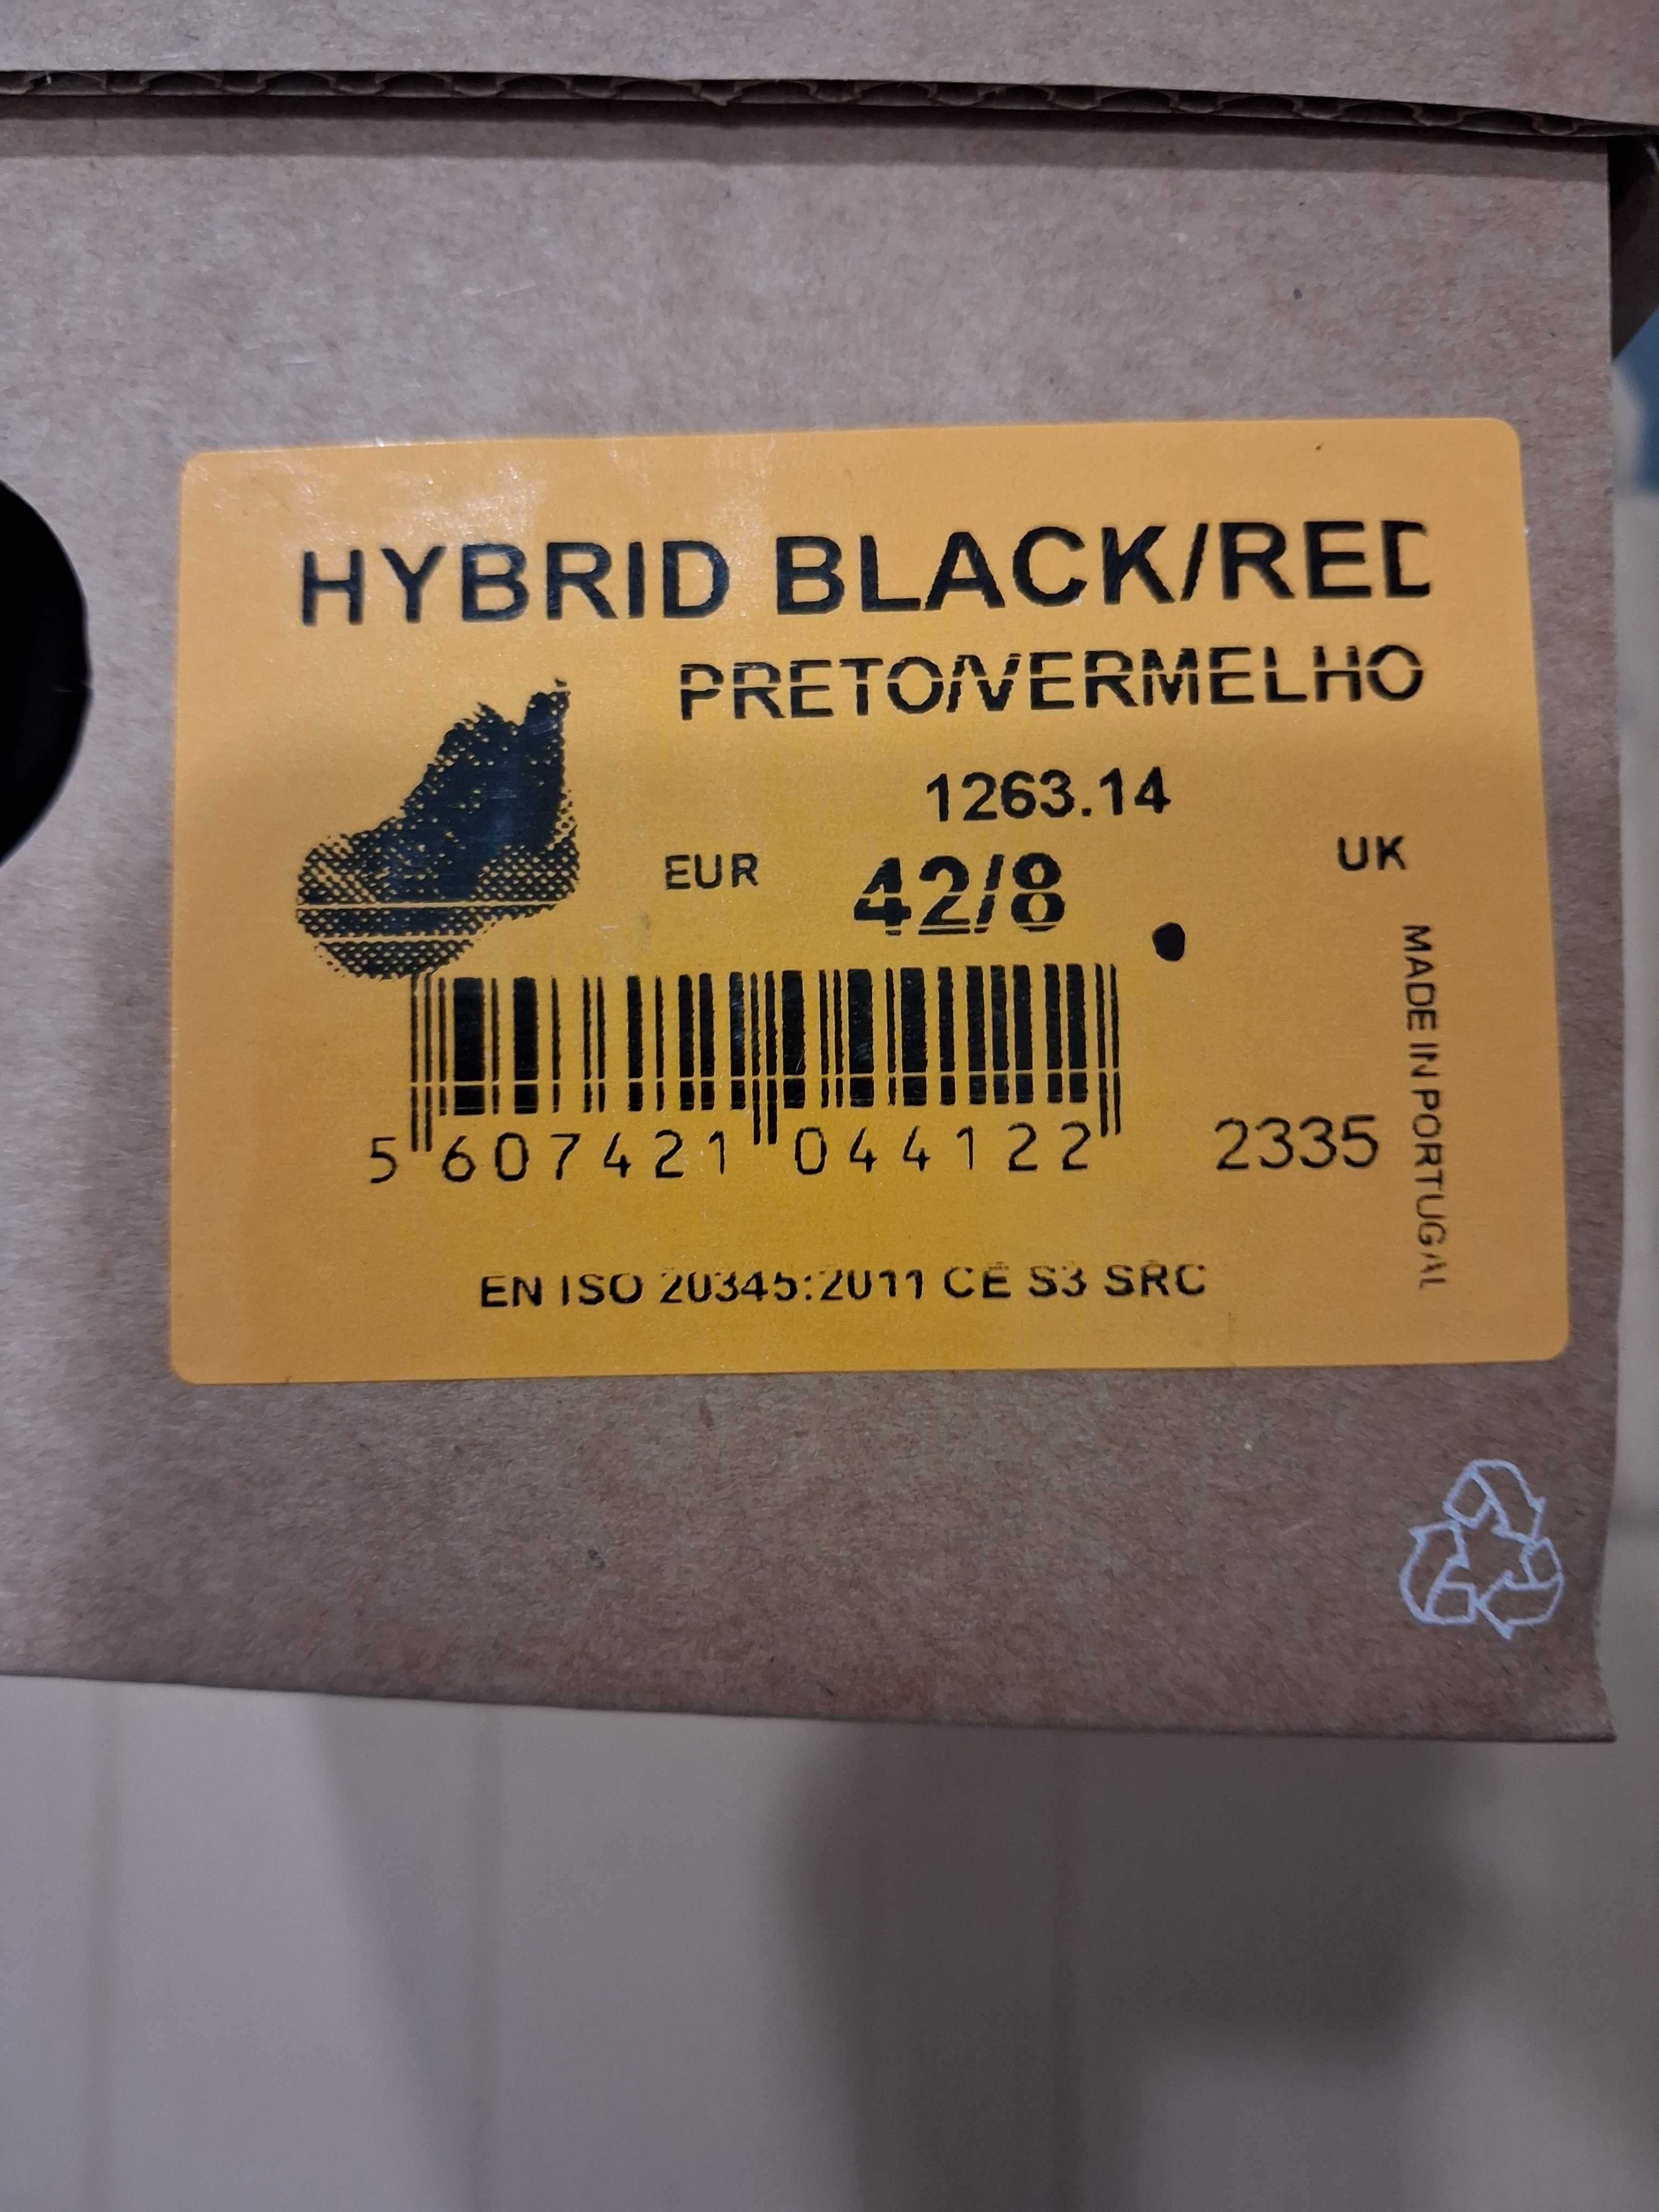 HYBRID BLACK/RED
PRETO/VERMELHO
1263.14
EUR 42/8 UK
5 607421 044122
2335
MADE IN PORTUGAL
EN ISO 20345:2011 CE S3 SRC